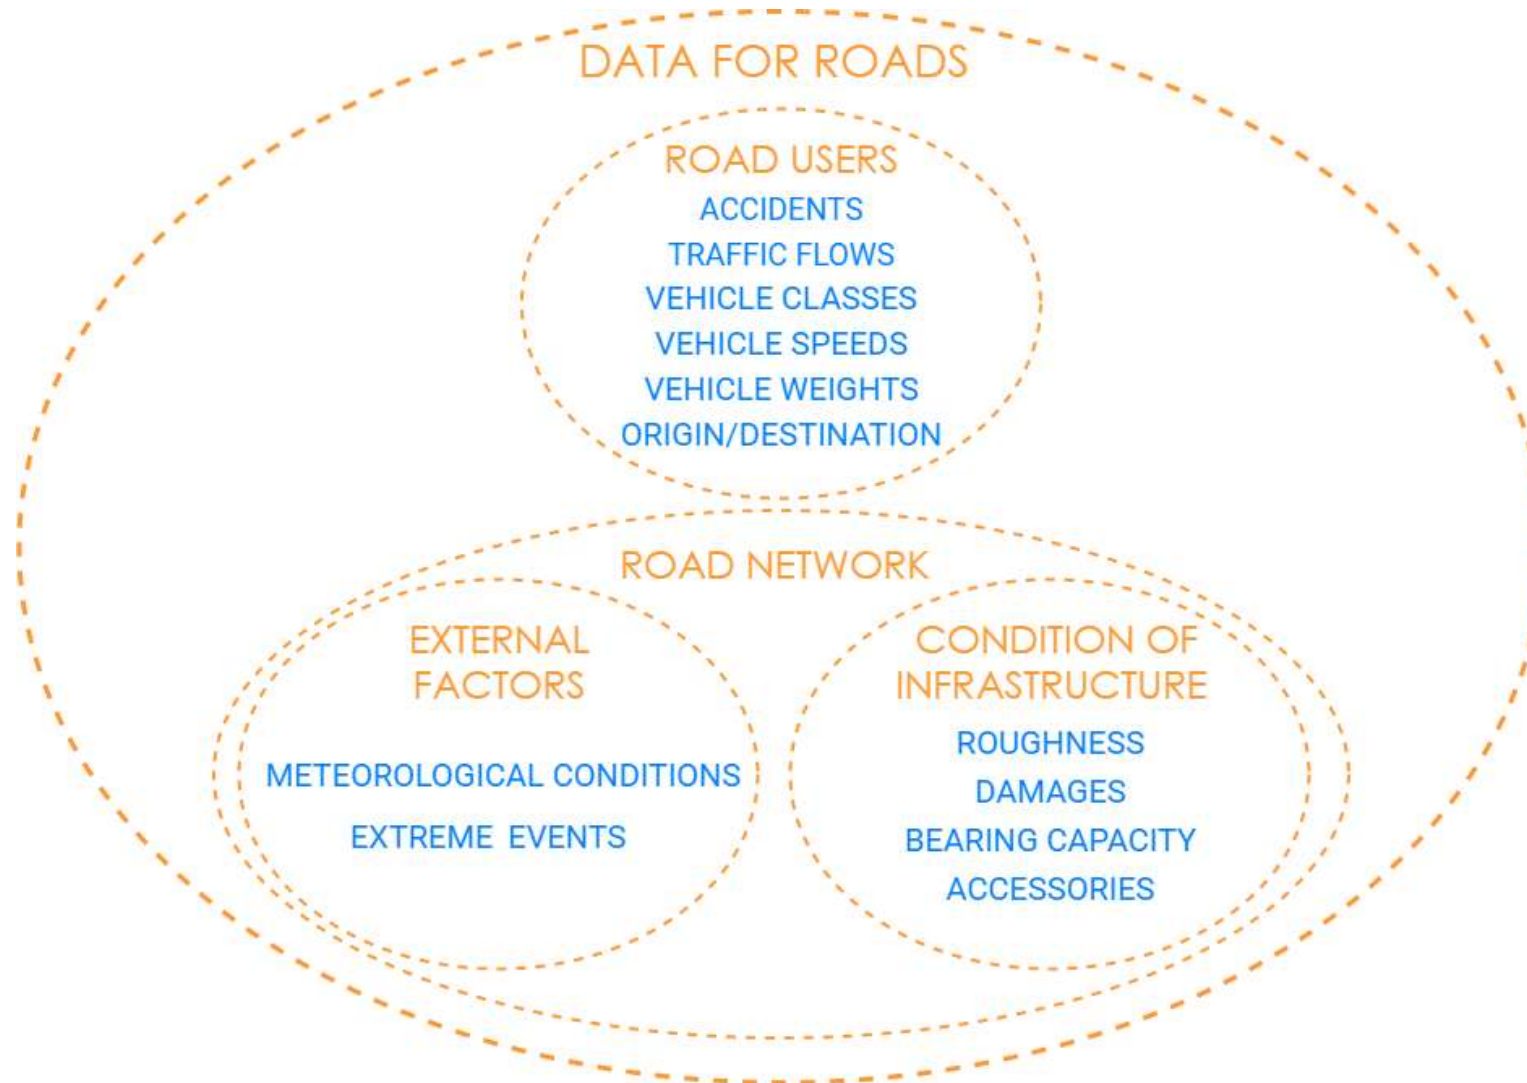 DATA FOR ROADS
ROAD USERS
ACCIDENTS
TRAFFIC FLOWS
VEHICLE CLASSES
VEHICLE SPEEDS
VEHICLE WEIGHTS
ORIGIN/DESTINATION
ROAD NETWORK
EXTERNAL
FACTORS
METEOROLOGICAL CONDITIONS
EXTREME EVENTS
CONDITION OF
INFRASTRUCTURE
ROUGHNESS
DAMAGES
BEARING CAPACITY
ACCESSORIES